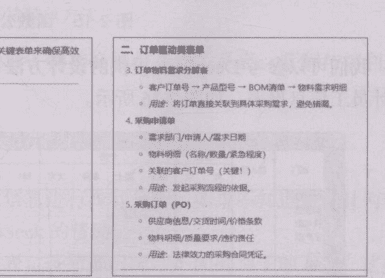 关键表单来确保高效
二、订单驱动类表单
3. 订单物料需求分解表
客户订单号 → 产品型号 → BOM清单 → 物料需求明细
用途：将订单直接关联到具体采购需求，避免错漏。
4. 采购申请单
需求部门/申请人/需求日期
物料明细（名称/数量/紧急程度）
关联的客户订单号（关键！）
用途：发起采购流程的依据。
5. 采购订单（PO）
供应商信息/交货时间/价格条款
物料明细/质量要求/违约责任
用途：法律效力的采购合同凭证。